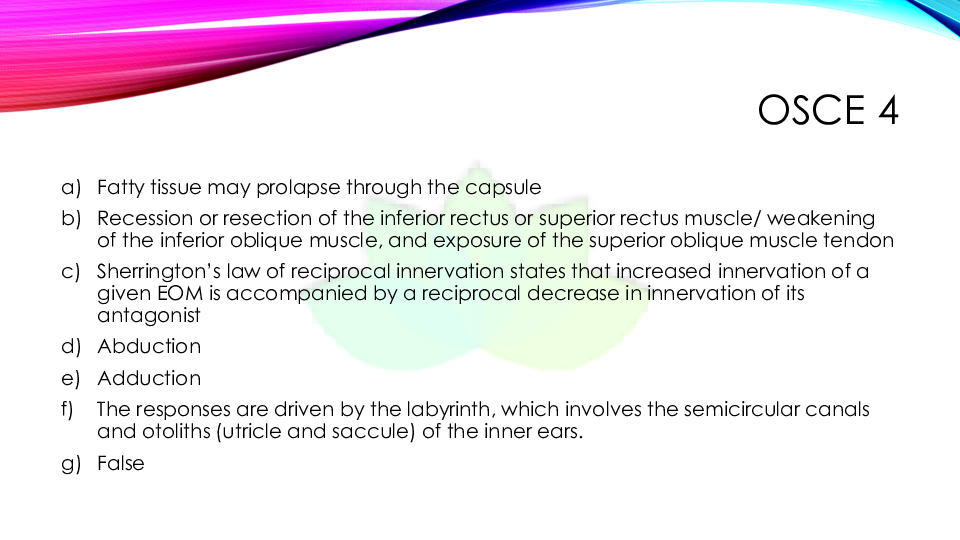 OSCE 4
a) Fatty tissue may prolapse through the capsule
b) Recession or resection of the inferior rectus or superior rectus muscle/ weakening
of the inferior oblique muscle, and exposure of the superior oblique muscle tendon
c) Sherrington's law of reciprocal innervation states that increased innervation of a
given EOM is accompanied by a reciprocal decrease in innervation of its
antagonist
d) Abduction
e) Adduction
f) The responses are driven by the labyrinth, which involves the semicircular canals
and otoliths (utricle and saccule) of the inner ears.
g) False